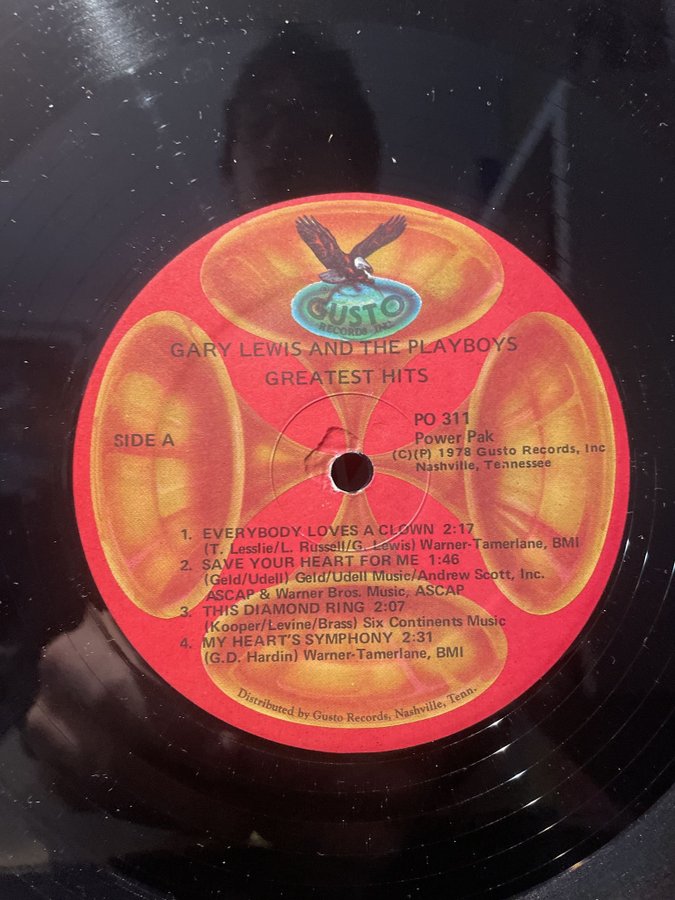 GUSTO
RECORDS, INC.
GARY LEWIS AND THE PLAYBOYS
GREATEST HITS
SIDE A
PO 311
Power Pak
(C)(P) 1978 Gusto Records, Inc
Nashville, Tennessee
1. EVERYBODY LOVES A CLOWN 2:17
(T. Lesslie/L. Russell/G. Lewis) Warner-Tamerlane, BMI
2. SAVE YOUR HEART FOR ME 1:46
(Geld/Udell) Geld/Udell Music/Andrew Scott, Inc.
ASCAP & Warner Bros. Music, ASCAP
3. THIS DIAMOND RING 2:07
(Kooper/Levine/Brass) Six Continents Music
4. MY HEART'S SYMPHONY 2:31
(G.D. Hardin) Warner-Tamerlane, BMI
Distributed by Gusto Records, Nashville, Tenn.